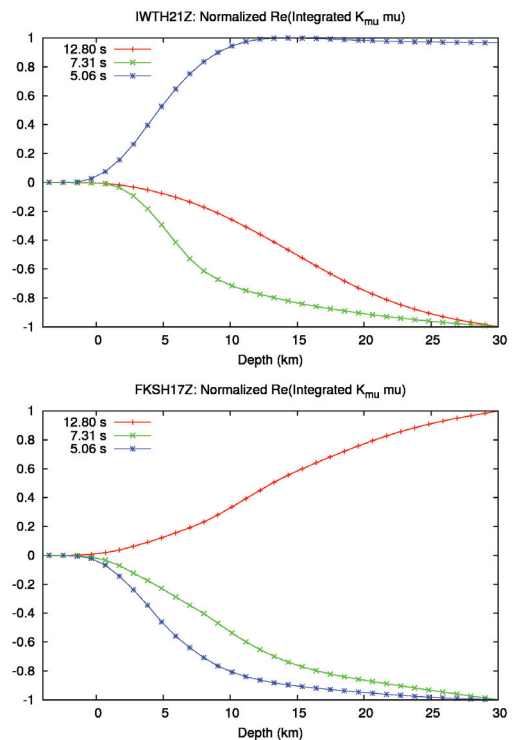 IWTH21Z: Normalized Re(Integrated K_mu mu)
12.80 s
7.31 s
5.06 s
1
0.8
0.6
0.4
0.2
0
-0.2
-0.4
-0.6
-0.8
-1
0 5 10 15 20 25 30
Depth (km)
FKSH17Z: Normalized Re(Integrated K_mu mu)
12.80 s
7.31 s
5.06 s
1
0.8
0.6
0.4
0.2
0
-0.2
-0.4
-0.6
-0.8
-1
0 5 10 15 20 25 30
Depth (km)